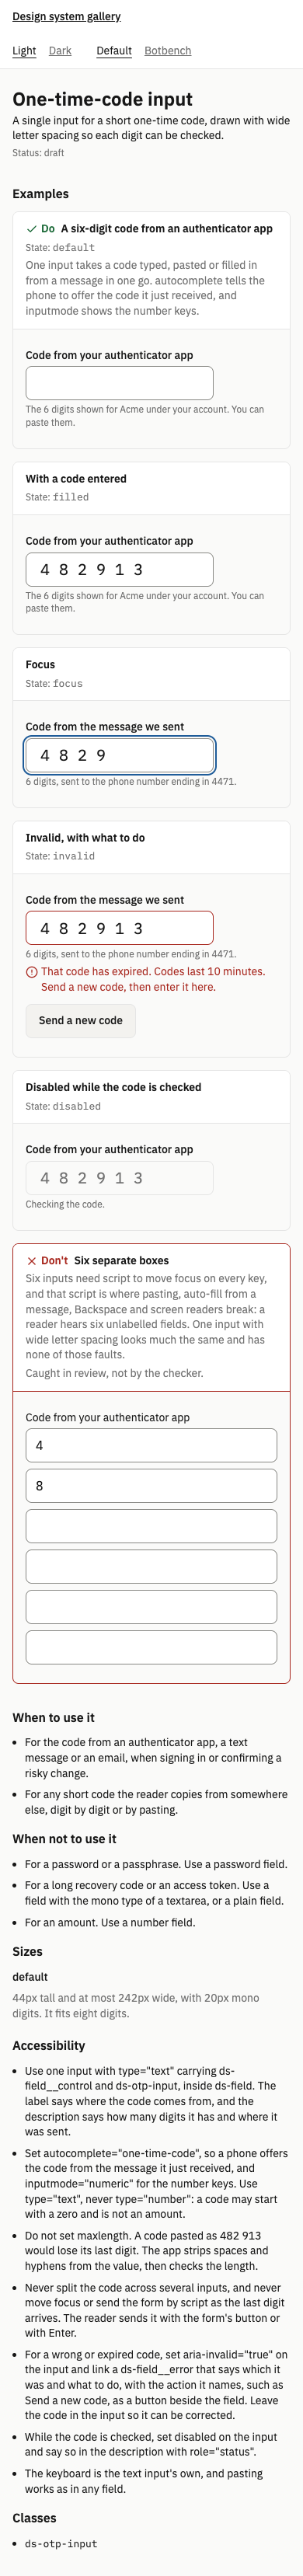 Design system gallery
Light Dark Default Botbench
One-time-code input
A single input for a short one-time code, drawn with wide
letter spacing so each digit can be checked.
Status: draft
Examples
Do A six-digit code from an authenticator app
State: default
One input takes a code typed, pasted or filled in
from a message in one go. autocomplete tells the
phone to offer the code it just received, and
inputmode shows the number keys.
Code from your authenticator app
The 6 digits shown for Acme under your account. You can
paste them.
With a code entered
State: filled
Code from your authenticator app
4 8 2 9 1 3
The 6 digits shown for Acme under your account. You can
paste them.
Focus
State: focus
Code from the message we sent
4 8 2 9
6 digits, sent to the phone number ending in 4471.
Invalid, with what to do
State: invalid
Code from the message we sent
4 8 2 9 1 3
6 digits, sent to the phone number ending in 4471.
That code has expired. Codes last 10 minutes.
Send a new code, then enter it here.
Send a new code
Disabled while the code is checked
State: disabled
Code from your authenticator app
4 8 2 9 1 3
Checking the code.
Don't Six separate boxes
Six inputs need script to move focus on every key,
and that script is where pasting, auto-fill from a
message, Backspace and screen readers break: a
reader hears six unlabelled fields. One input with
wide letter spacing looks much the same and has
none of those faults.
Caught in review, not by the checker.
Code from your authenticator app
4
8
When to use it
• For the code from an authenticator app, a text
message or an email, when signing in or confirming a
risky change.
• For any short code the reader copies from somewhere
else, digit by digit or by pasting.
When not to use it
• For a password or a passphrase. Use a password field.
• For a long recovery code or an access token. Use a
field with the mono type of a textarea, or a plain field.
• For an amount. Use a number field.
Sizes
default
44px tall and at most 242px wide, with 20px mono
digits. It fits eight digits.
Accessibility
• Use one input with type="text" carrying ds-
field__control and ds-otp-input, inside ds-field. The
label says where the code comes from, and the
description says how many digits it has and where it
was sent.
• Set autocomplete="one-time-code", so a phone offers
the code from the message it just received, and
inputmode="numeric" for the number keys. Use
type="text", never type="number": a code may start
with a zero and is not an amount.
• Do not set maxlength. A code pasted as 482 913
would lose its last digit. The app strips spaces and
hyphens from the value, then checks the length.
• Never split the code across several inputs, and never
move focus or send the form by script as the last digit
arrives. The reader sends it with the form's button or
with Enter.
• For a wrong or expired code, set aria-invalid="true" on
the input and link a ds-field__error that says which it
was and what to do, with the action it names, such as
Send a new code, as a button beside the field. Leave
the code in the input so it can be corrected.
• While the code is checked, set disabled on the input
and say so in the description with role="status".
• The keyboard is the text input's own, and pasting
works as in any field.
Classes
• ds-otp-input